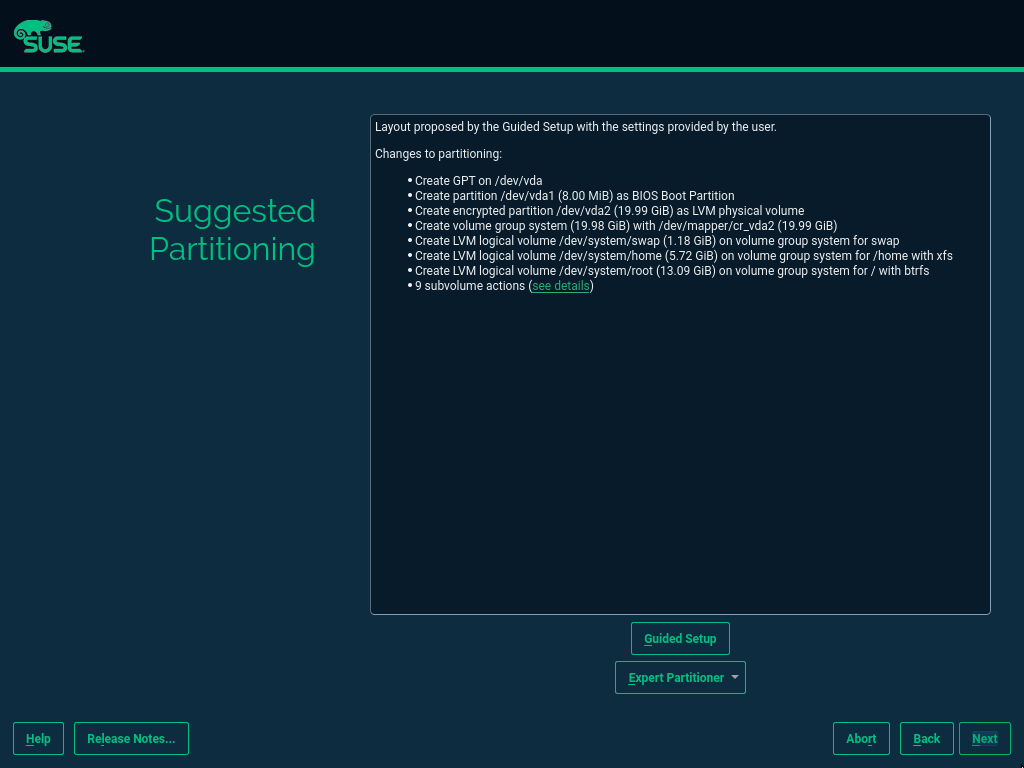 SUSE
Suggested
Partitioning
Layout proposed by the Guided Setup with the settings provided by the user.
Changes to partitioning:
• Create GPT on /dev/vda
• Create partition /dev/vda1 (8.00 MiB) as BIOS Boot Partition
• Create encrypted partition /dev/vda2 (19.99 GiB) as LVM physical volume
• Create volume group system (19.98 GiB) with /dev/mapper/cr_vda2 (19.99 GiB)
• Create LVM logical volume /dev/system/swap (1.18 GiB) on volume group system for swap
• Create LVM logical volume /dev/system/home (5.72 GiB) on volume group system for /home with xfs
• Create LVM logical volume /dev/system/root (13.09 GiB) on volume group system for / with btrfs
• 9 subvolume actions (see details)
Guided Setup
Expert Partitioner
Help
Release Notes...
Abort
Back
Next